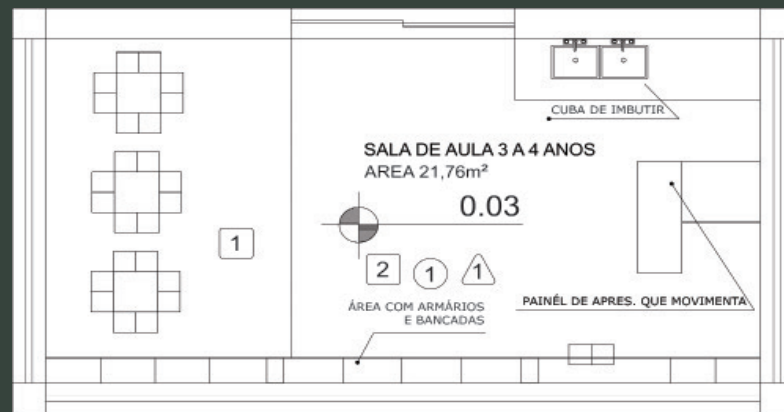 CUBA DE IMBUTIR
SALA DE AULA 3 A 4 ANOS
AREA 21,76m²
0.03
1
2
1
1
ÁREA COM ARMÁRIOS
E BANCADAS
PAINÉL DE APRES. QUE MOVIMENTA